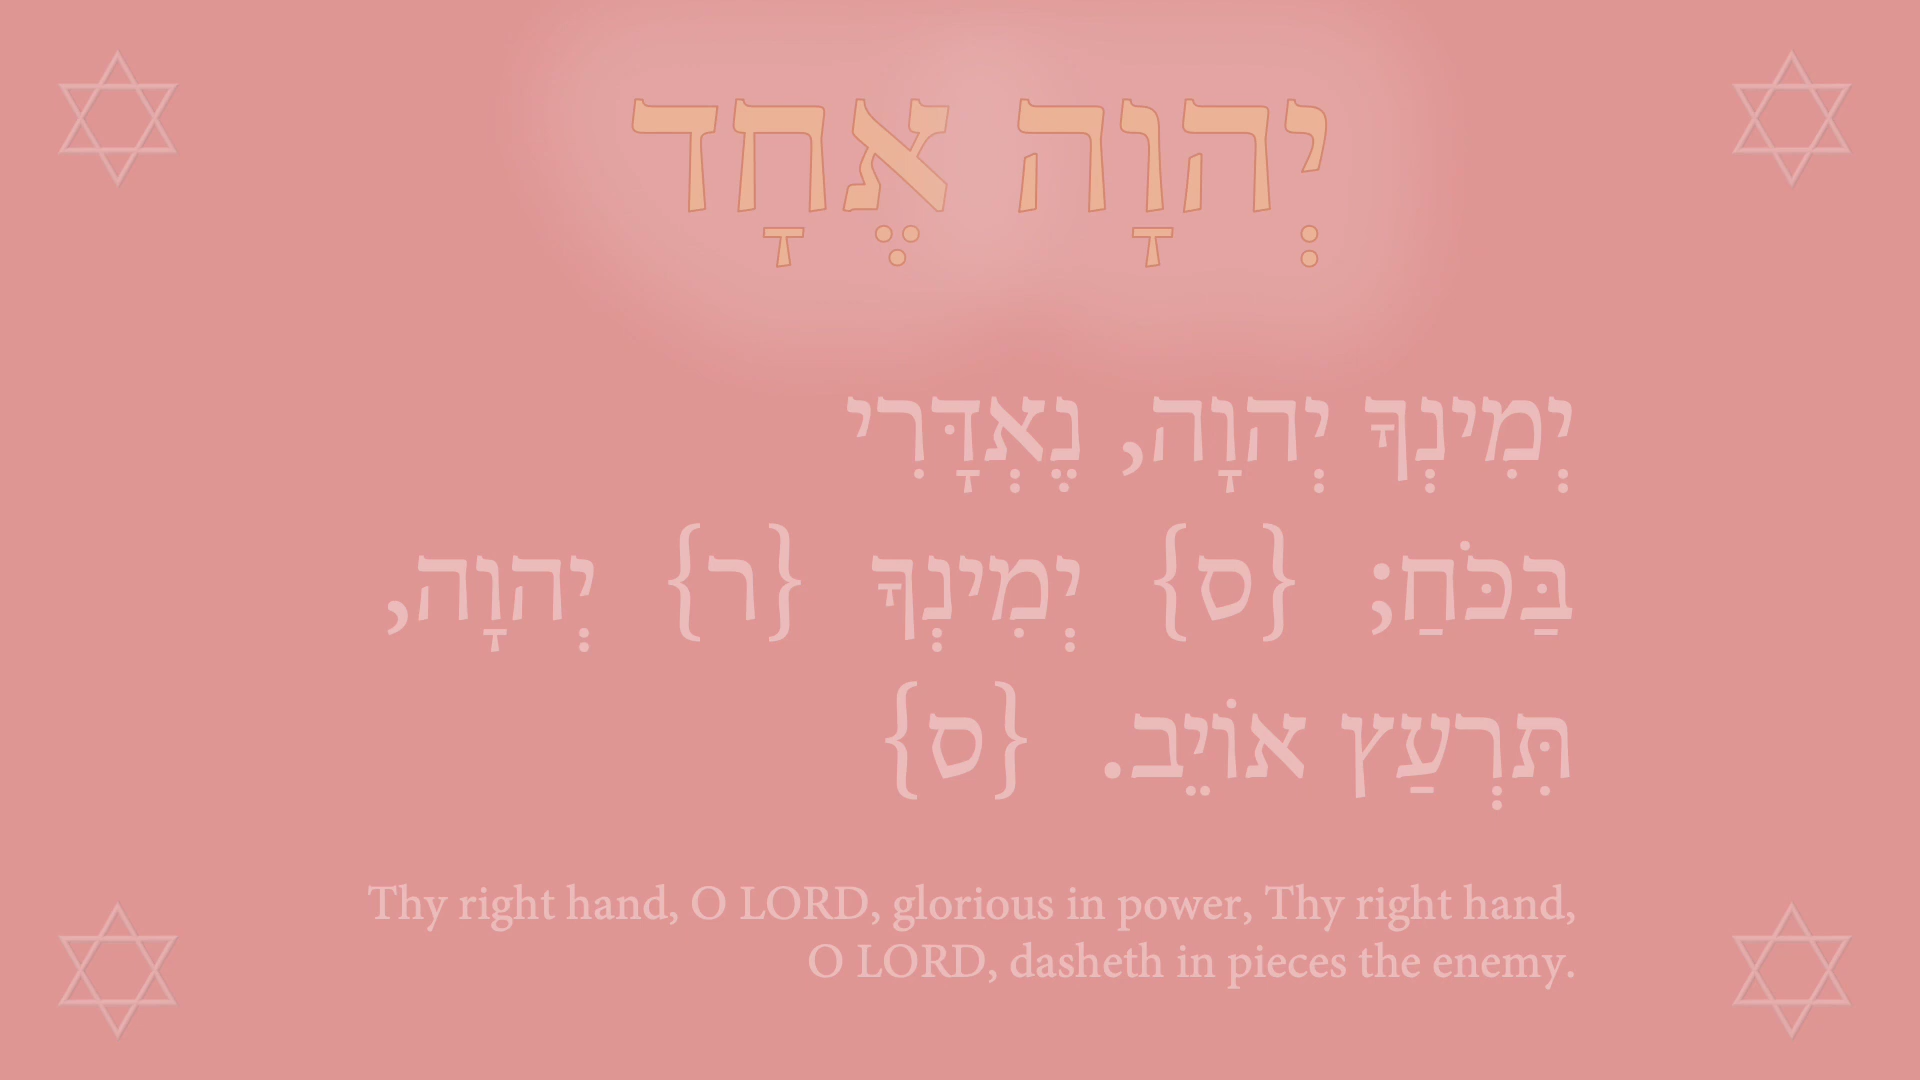 יְהוָה אֶחָד
יְמִינְךָ יְהוָה, נֶאְדָּרִי
בַּכֹּחַ; {ס} יְמִינְךָ {ר} יְהוָה,
תִּרְעַץ אוֹיֵב. {ס}
Thy right hand, O LORD, glorious in power, Thy right hand,
O LORD, dasheth in pieces the enemy.